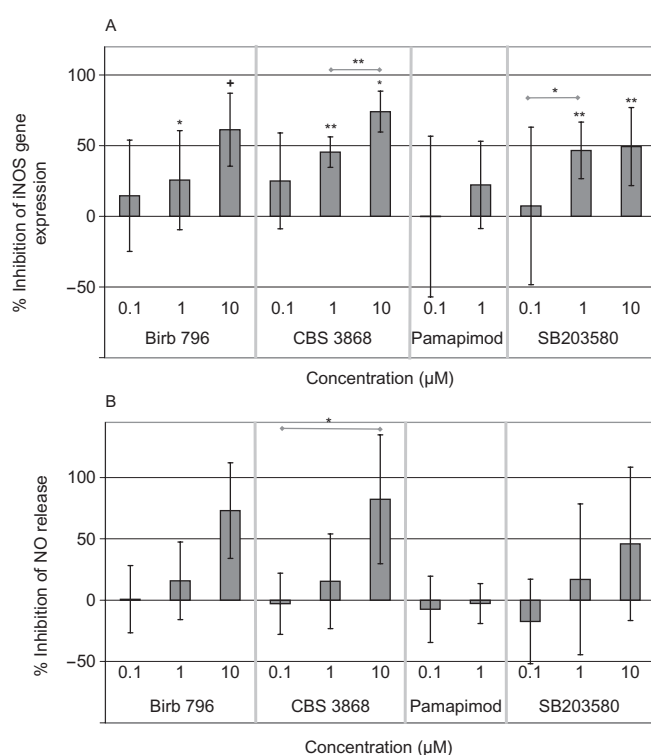 A
% Inhibition of iNOS gene
expression
100
50
0
−50
* + ** ** * * ** **
0.1 1 10 0.1 1 10 0.1 1 0.1 1 10
Birb 796 CBS 3868 Pamapimod SB203580
Concentration (µM)
B
% Inhibition of NO release
100
50
0
−50
*
0.1 1 10 0.1 1 10 0.1 1 0.1 1 10
Birb 796 CBS 3868 Pamapimod SB203580
Concentration (µM)